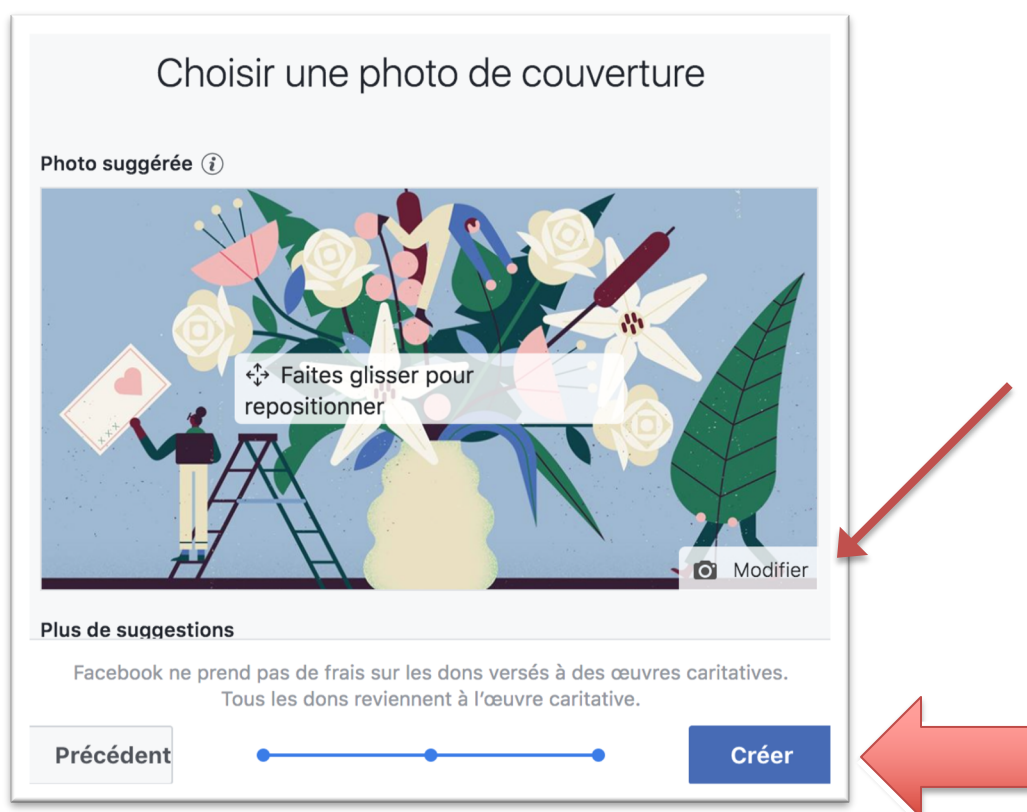 Choisir une photo de couverture
Photo suggérée
Faites glisser pour
repositionner
xxx
Modifier
Plus de suggestions
Facebook ne prend pas de frais sur les dons versés à des œuvres caritatives.
Tous les dons reviennent à l'œuvre caritative.
Précédent
Créer